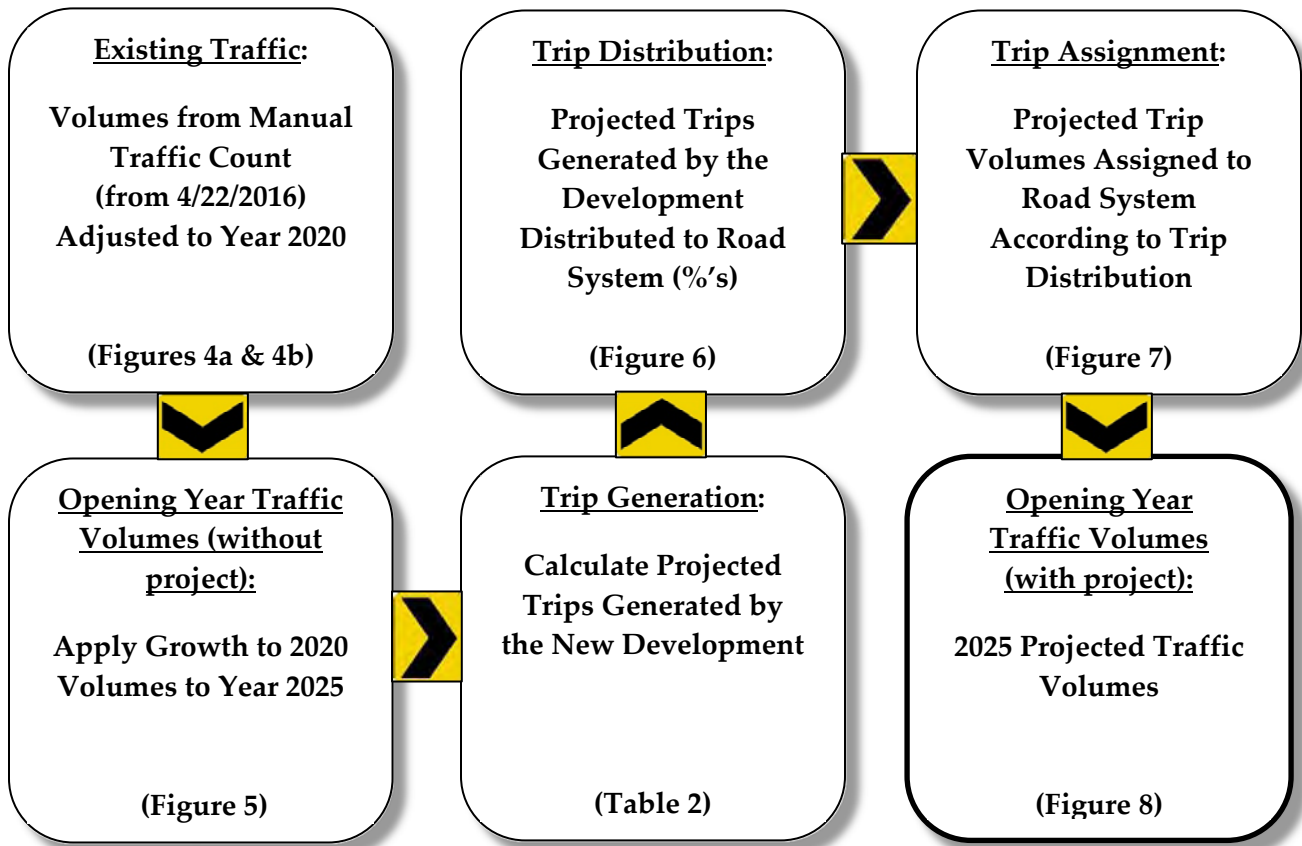 Existing Traffic:
Volumes from Manual
Traffic Count
(from 4/22/2016)
Adjusted to Year 2020
(Figures 4a & 4b)
Opening Year Traffic
Volumes (without
project):
Apply Growth to 2020
Volumes to Year 2025
(Figure 5)
Trip Generation:
Calculate Projected
Trips Generated by
the New Development
(Table 2)
Trip Distribution:
Projected Trips
Generated by the
Development
Distributed to Road
System (%’s)
(Figure 6)
Trip Assignment:
Projected Trip
Volumes Assigned to
Road System
According to Trip
Distribution
(Figure 7)
Opening Year
Traffic Volumes
(with project):
2025 Projected Traffic
Volumes
(Figure 8)